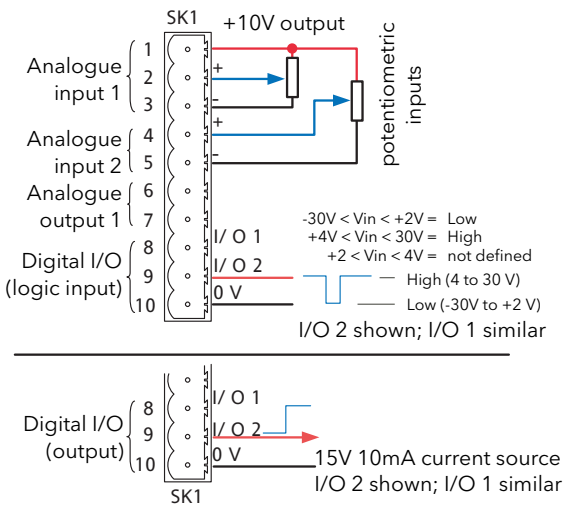 SK1
+10V output
Analogue
input 1
1
2
3
+
-
Analogue
input 2
4
5
+
-
potentiometric
inputs
Analogue
output 1
6
7
Digital I/O
(logic input)
8
9
10
I/ O 1
I/ O 2
0 V
-30V < Vin < +2V = Low
+4V < Vin < 30V = High
+2 < Vin < 4V = not defined
High (4 to 30 V)
Low (-30V to +2 V)
I/O 2 shown; I/O 1 similar
Digital I/O
(output)
8
9
10
I/ O 1
I/ O 2
0 V
15V 10mA current source
I/O 2 shown; I/O 1 similar
SK1